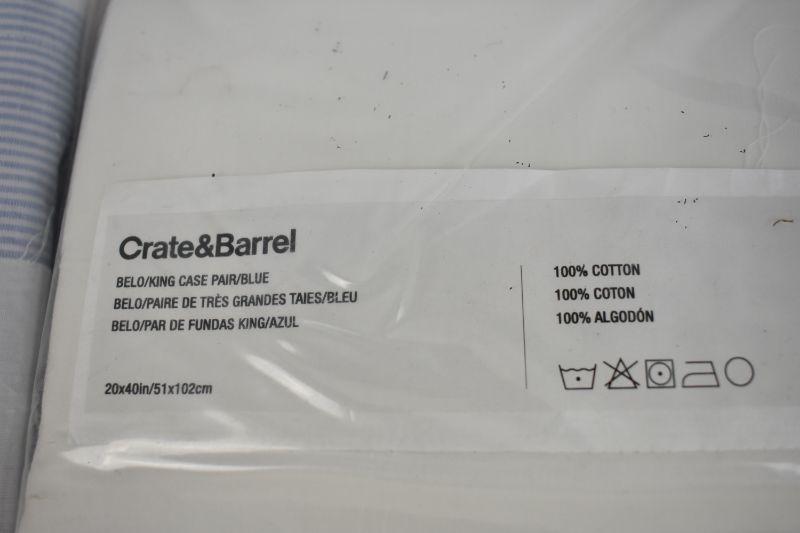 Crate&Barrel
BELO/KING CASE PAIR/BLUE
BELO/PAIRE DE TRÈS GRANDES TAIES/BLEU
BELO/PAR DE FUNDAS KING/AZUL
20x40in/51x102cm
100% COTTON
100% COTON
100% ALGODÓN